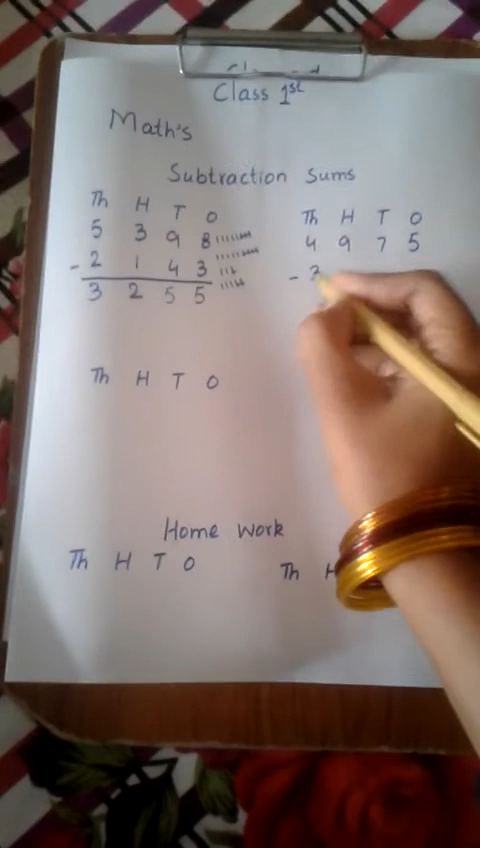 Class 1st
Math's
Subtraction Sums
Th H T O
5 3 9 8
- 2 1 4 3
3 2 5 5
Th H T O
4 9 7 5
- 3
Th H T O
Home Work
Th H T O
Th H